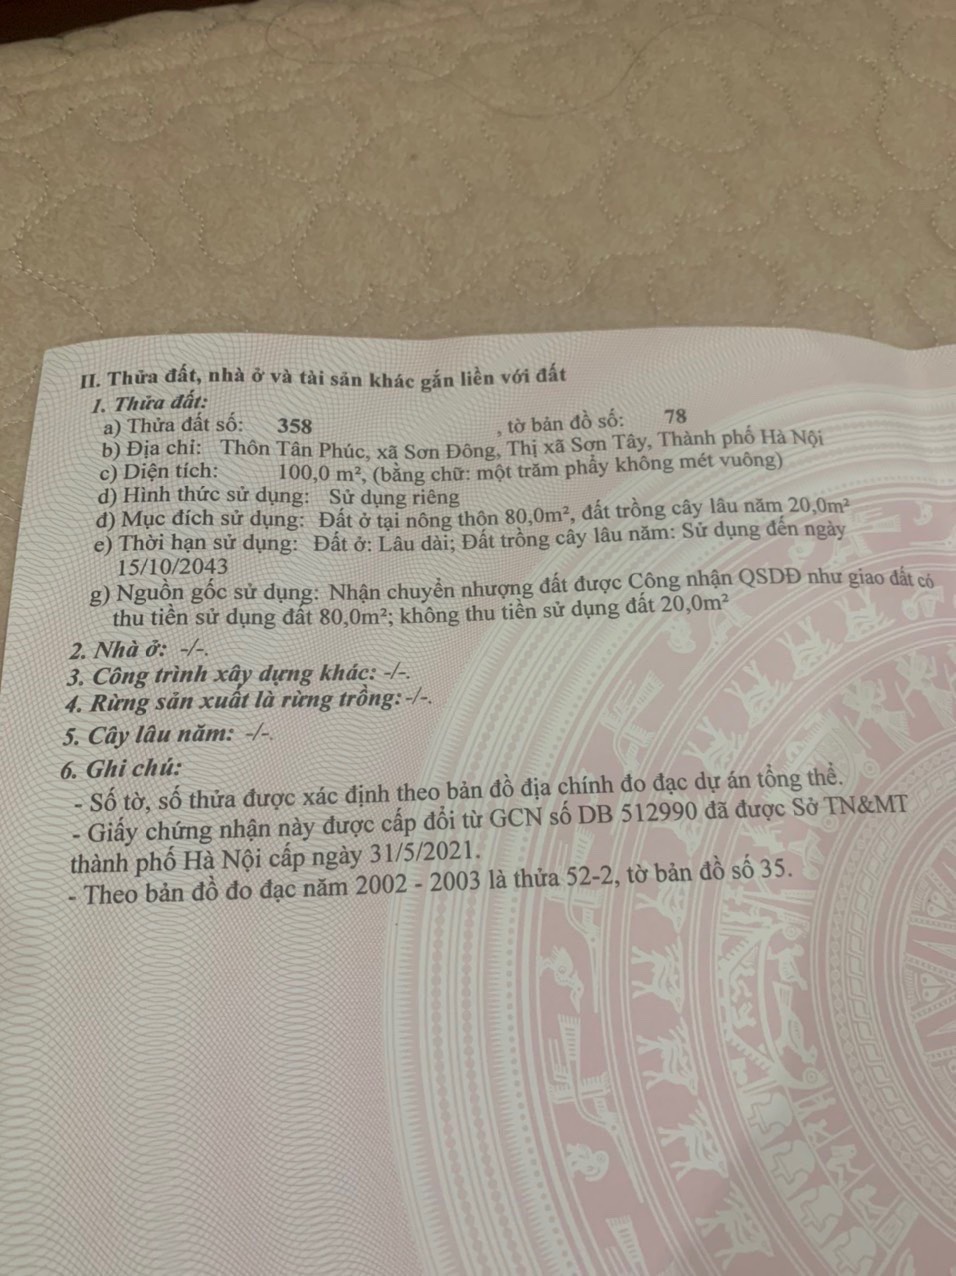 II. Thửa đất, nhà ở và tài sản khác gắn liền với đất
1. Thửa đất:
a) Thửa đất số: 358 , tờ bản đồ số: 78
b) Địa chỉ: Thôn Tân Phúc, xã Sơn Đông, Thị xã Sơn Tây, Thành phố Hà Nội
c) Diện tích: 100,0 m², (bằng chữ: một trăm phẩy không mét vuông)
d) Hình thức sử dụng: Sử dụng riêng
đ) Mục đích sử dụng: Đất ở tại nông thôn 80,0m², đất trồng cây lâu năm 20,0m²
e) Thời hạn sử dụng: Đất ở: Lâu dài; Đất trồng cây lâu năm: Sử dụng đến ngày
15/10/2043
g) Nguồn gốc sử dụng: Nhận chuyển nhượng đất được Công nhận QSDĐ như giao đất có
thu tiền sử dụng đất 80,0m²; không thu tiền sử dụng đất 20,0m²
2. Nhà ở: -/-.
3. Công trình xây dựng khác: -/-.
4. Rừng sản xuất là rừng trồng: -/-.
5. Cây lâu năm: -/-.
6. Ghi chú:
- Số tờ, số thửa được xác định theo bản đồ địa chính đo đạc dự án tổng thể.
- Giấy chứng nhận này được cấp đổi từ GCN số DB 512990 đã được Sở TN&MT
thành phố Hà Nội cấp ngày 31/5/2021.
- Theo bản đồ đo đạc năm 2002 - 2003 là thửa 52-2, tờ bản đồ số 35.